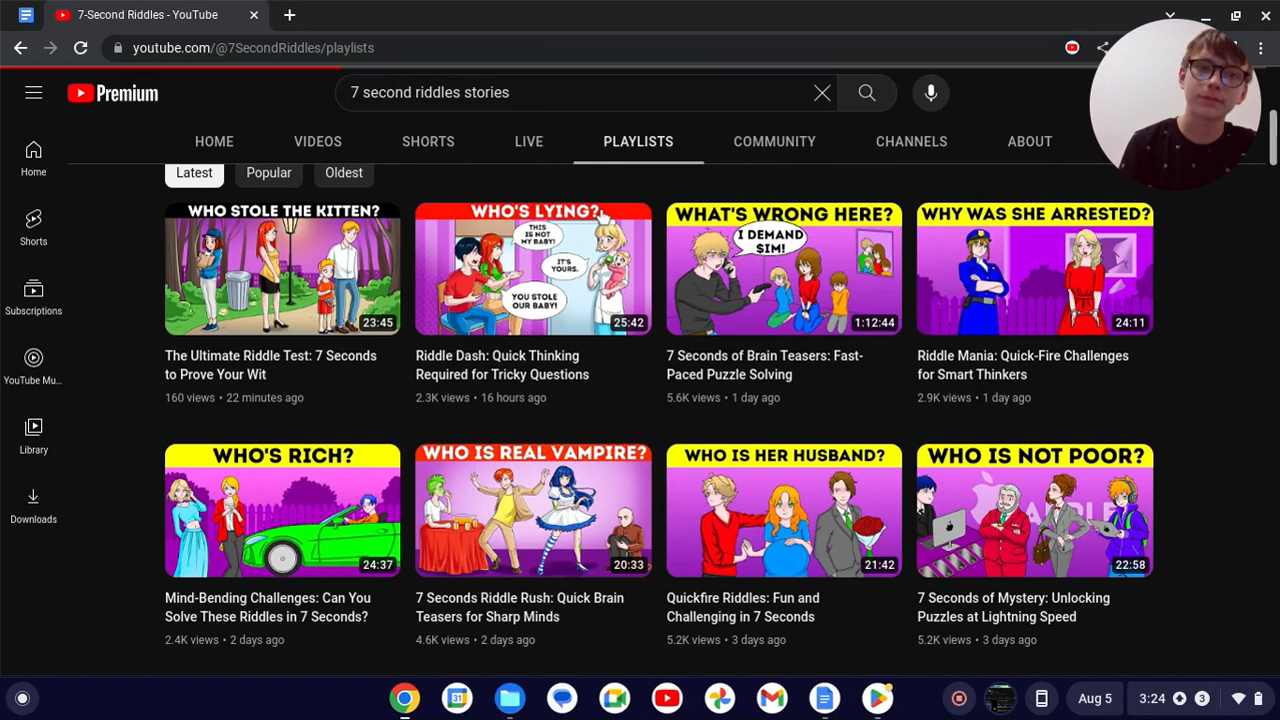 7-Second Riddles - YouTube
youtube.com/@7SecondRiddles/playlists
Premium
7 second riddles stories
HOME VIDEOS SHORTS LIVE PLAYLISTS COMMUNITY CHANNELS ABOUT
Latest Popular Oldest
Home
Shorts
Subscriptions
YouTube Mu...
Library
Downloads
WHO STOLE THE KITTEN?
23:45
The Ultimate Riddle Test: 7 Seconds
to Prove Your Wit
160 views • 22 minutes ago
WHO'S LYING?
THIS IS NOT MY BABY!
IT'S YOURS.
YOU STOLE OUR BABY!
25:42
Riddle Dash: Quick Thinking
Required for Tricky Questions
2.3K views • 16 hours ago
WHAT'S WRONG HERE?
I DEMAND $1M!
1:12:44
7 Seconds of Brain Teasers: Fast-
Paced Puzzle Solving
5.6K views • 1 day ago
WHY WAS SHE ARRESTED?
24:11
Riddle Mania: Quick-Fire Challenges
for Smart Thinkers
2.9K views • 1 day ago
WHO'S RICH?
24:37
Mind-Bending Challenges: Can You
Solve These Riddles in 7 Seconds?
2.4K views • 2 days ago
WHO IS REAL VAMPIRE?
20:33
7 Seconds Riddle Rush: Quick Brain
Teasers for Sharp Minds
4.6K views • 2 days ago
WHO IS HER HUSBAND?
21:42
Quickfire Riddles: Fun and
Challenging in 7 Seconds
5.2K views • 3 days ago
WHO IS NOT POOR?
22:58
7 Seconds of Mystery: Unlocking
Puzzles at Lightning Speed
5.2K views • 3 days ago
Aug 5 3:24 3